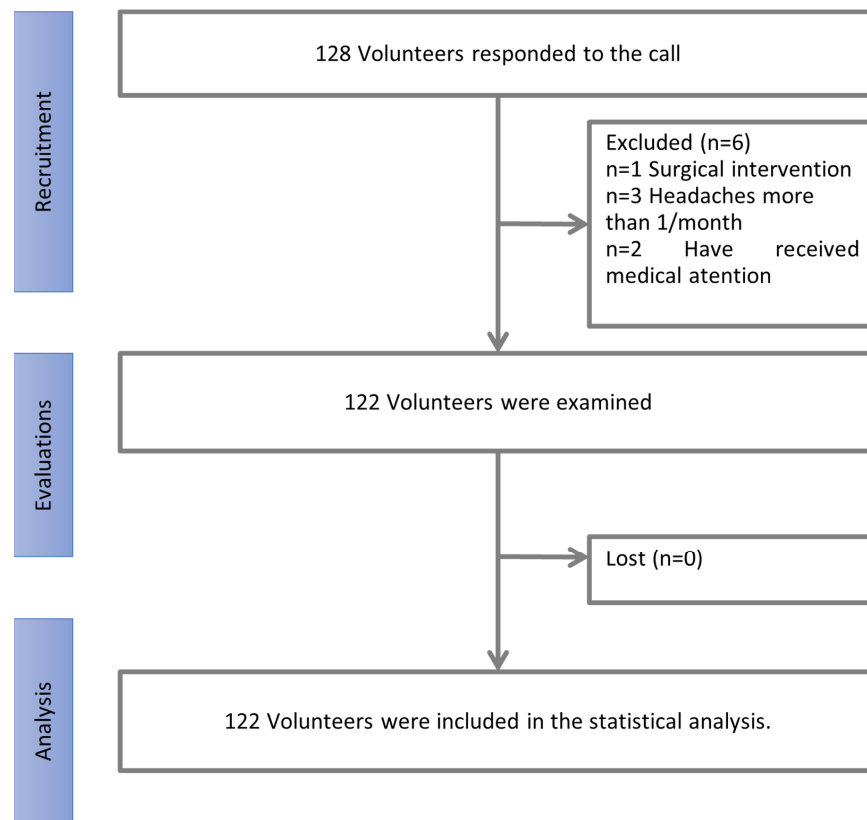 Recruitment
128 Volunteers responded to the call
Excluded (n=6)
n=1 Surgical intervention
n=3 Headaches more
than 1/month
n=2 Have received
medical atention
Evaluations
122 Volunteers were examined
Lost (n=0)
Analysis
122 Volunteers were included in the statistical analysis.